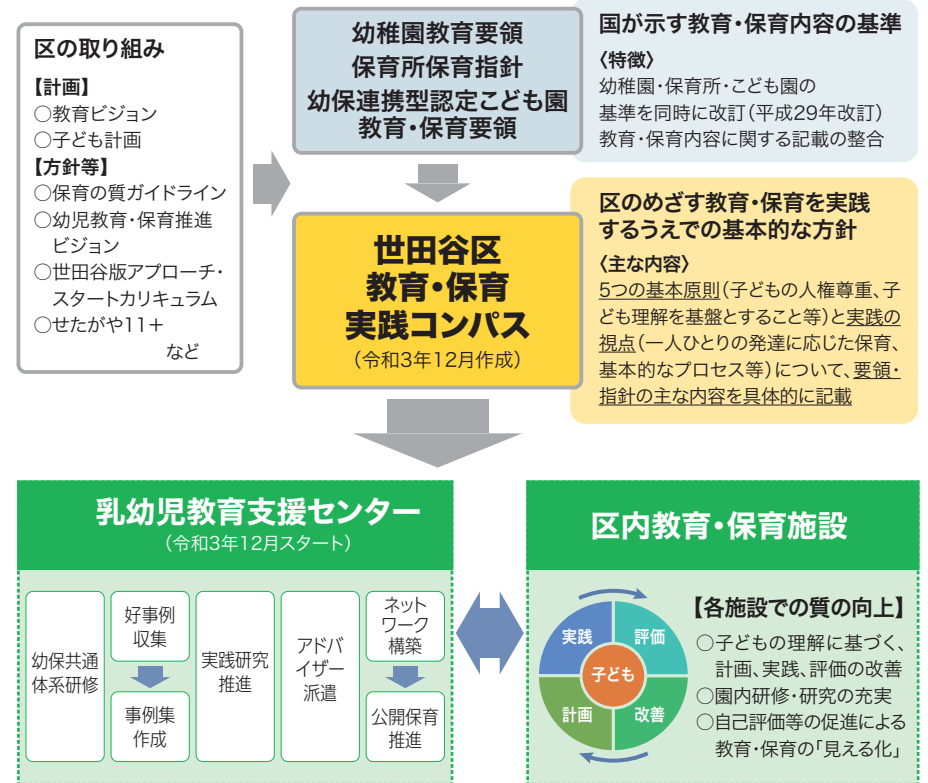 区の取り組み
【計画】
○教育ビジョン
○子ども計画
【方針等】
○保育の質ガイドライン
○幼児教育・保育推進
ビジョン
○世田谷版アプローチ・
スタートカリキュラム
○せたがや11+
など
幼稚園教育要領
保育所保育指針
幼保連携型認定こども園
教育・保育要領
国が示す教育・保育内容の基準
〈特徴〉
幼稚園・保育所・こども園の
基準を同時に改訂(平成29年改訂)
教育・保育内容に関する記載の整合
世田谷区
教育・保育
実践コンパス
(令和3年12月作成)
区のめざす教育・保育を実践
するうえでの基本的な方針
〈主な内容〉
5つの基本原則(子どもの人権尊重、子
ども理解を基盤とすること等)と実践の
視点(一人ひとりの発達に応じた保育、
基本的なプロセス等)について、要領・
指針の主な内容を具体的に記載
乳幼児教育支援センター
(令和3年12月スタート)
幼保共通
体系研修
好事例
収集
事例集
作成
実践研究
推進
アドバ
イザー
派遣
ネット
ワーク
構築
公開保育
推進
区内教育・保育施設
実践
評価
子ども
計画
改善
【各施設での質の向上】
○子どもの理解に基づく、
計画、実践、評価の改善
○園内研修・研究の充実
○自己評価等の促進による
教育・保育の「見える化」